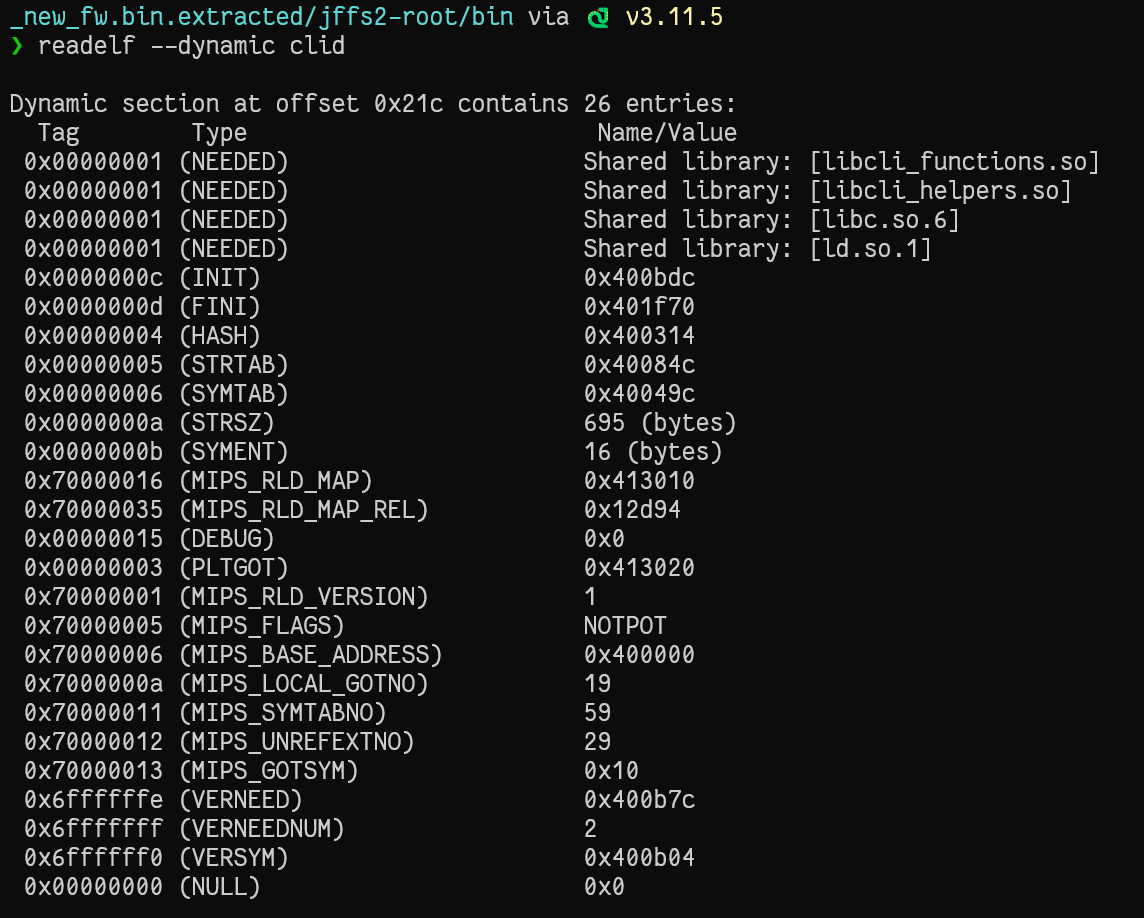 _new_fw.bin.extracted/jffs2-root/bin via v3.11.5
❯ readelf --dynamic clid
Dynamic section at offset 0x21c contains 26 entries:
  Tag        Type                         Name/Value
 0x00000001 (NEEDED)                     Shared library: [libcli_functions.so]
 0x00000001 (NEEDED)                     Shared library: [libcli_helpers.so]
 0x00000001 (NEEDED)                     Shared library: [libc.so.6]
 0x00000001 (NEEDED)                     Shared library: [ld.so.1]
 0x0000000c (INIT)                       0x400bdc
 0x0000000d (FINI)                       0x401f70
 0x00000004 (HASH)                       0x400314
 0x00000005 (STRTAB)                     0x40084c
 0x00000006 (SYMTAB)                     0x40049c
 0x0000000a (STRSZ)                      695 (bytes)
 0x0000000b (SYMENT)                     16 (bytes)
 0x70000016 (MIPS_RLD_MAP)               0x413010
 0x70000035 (MIPS_RLD_MAP_REL)           0x12d94
 0x00000015 (DEBUG)                      0x0
 0x00000003 (PLTGOT)                     0x413020
 0x70000001 (MIPS_RLD_VERSION)           1
 0x70000005 (MIPS_FLAGS)                 NOTPOT
 0x70000006 (MIPS_BASE_ADDRESS)          0x400000
 0x7000000a (MIPS_LOCAL_GOTNO)           19
 0x70000011 (MIPS_SYMTABNO)              59
 0x70000012 (MIPS_UNREFEXTNO)            29
 0x70000013 (MIPS_GOTSYM)                0x10
 0x6ffffffe (VERNEED)                    0x400b7c
 0x6fffffff (VERNEEDNUM)                 2
 0x6ffffff0 (VERSYM)                     0x400b04
 0x00000000 (NULL)                       0x0